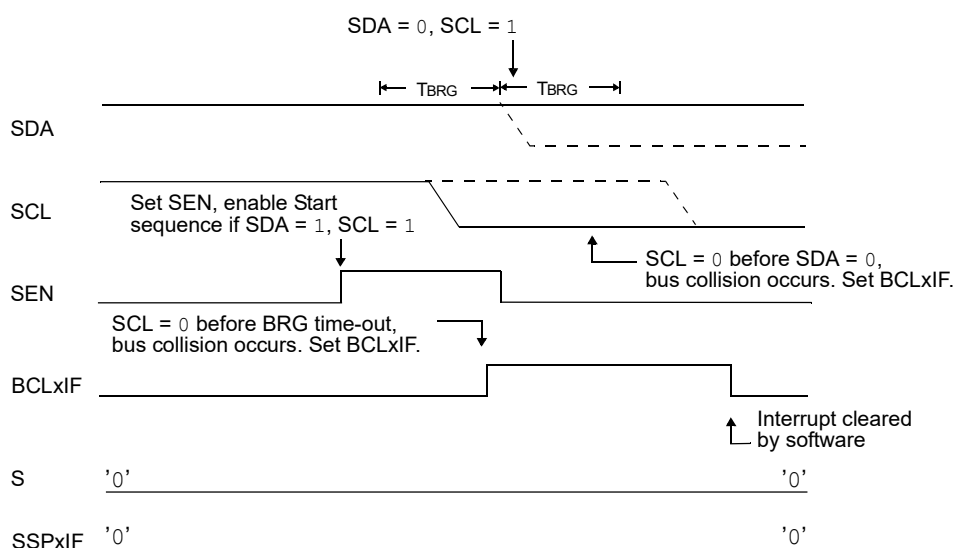 SDA = 0, SCL = 1
TBRG TBRG
SDA
SCL
Set SEN, enable Start
sequence if SDA = 1, SCL = 1
SCL = 0 before SDA = 0,
bus collision occurs. Set BCLxIF.
SEN
SCL = 0 before BRG time-out,
bus collision occurs. Set BCLxIF.
BCLxIF
Interrupt cleared
by software
S '0' '0'
SSPxIF '0' '0'